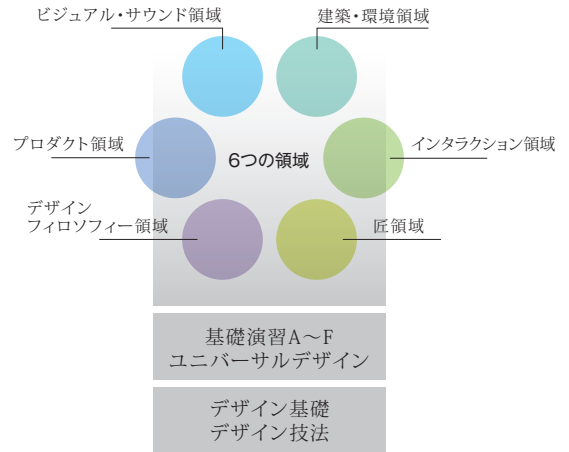 ビジュアル・サウンド領域
建築・環境領域
プロダクト領域
6つの領域
インタラクション領域
デザイン
フィロソフィー領域
匠領域
基礎演習A〜F
ユニバーサルデザイン
デザイン基礎
デザイン技法